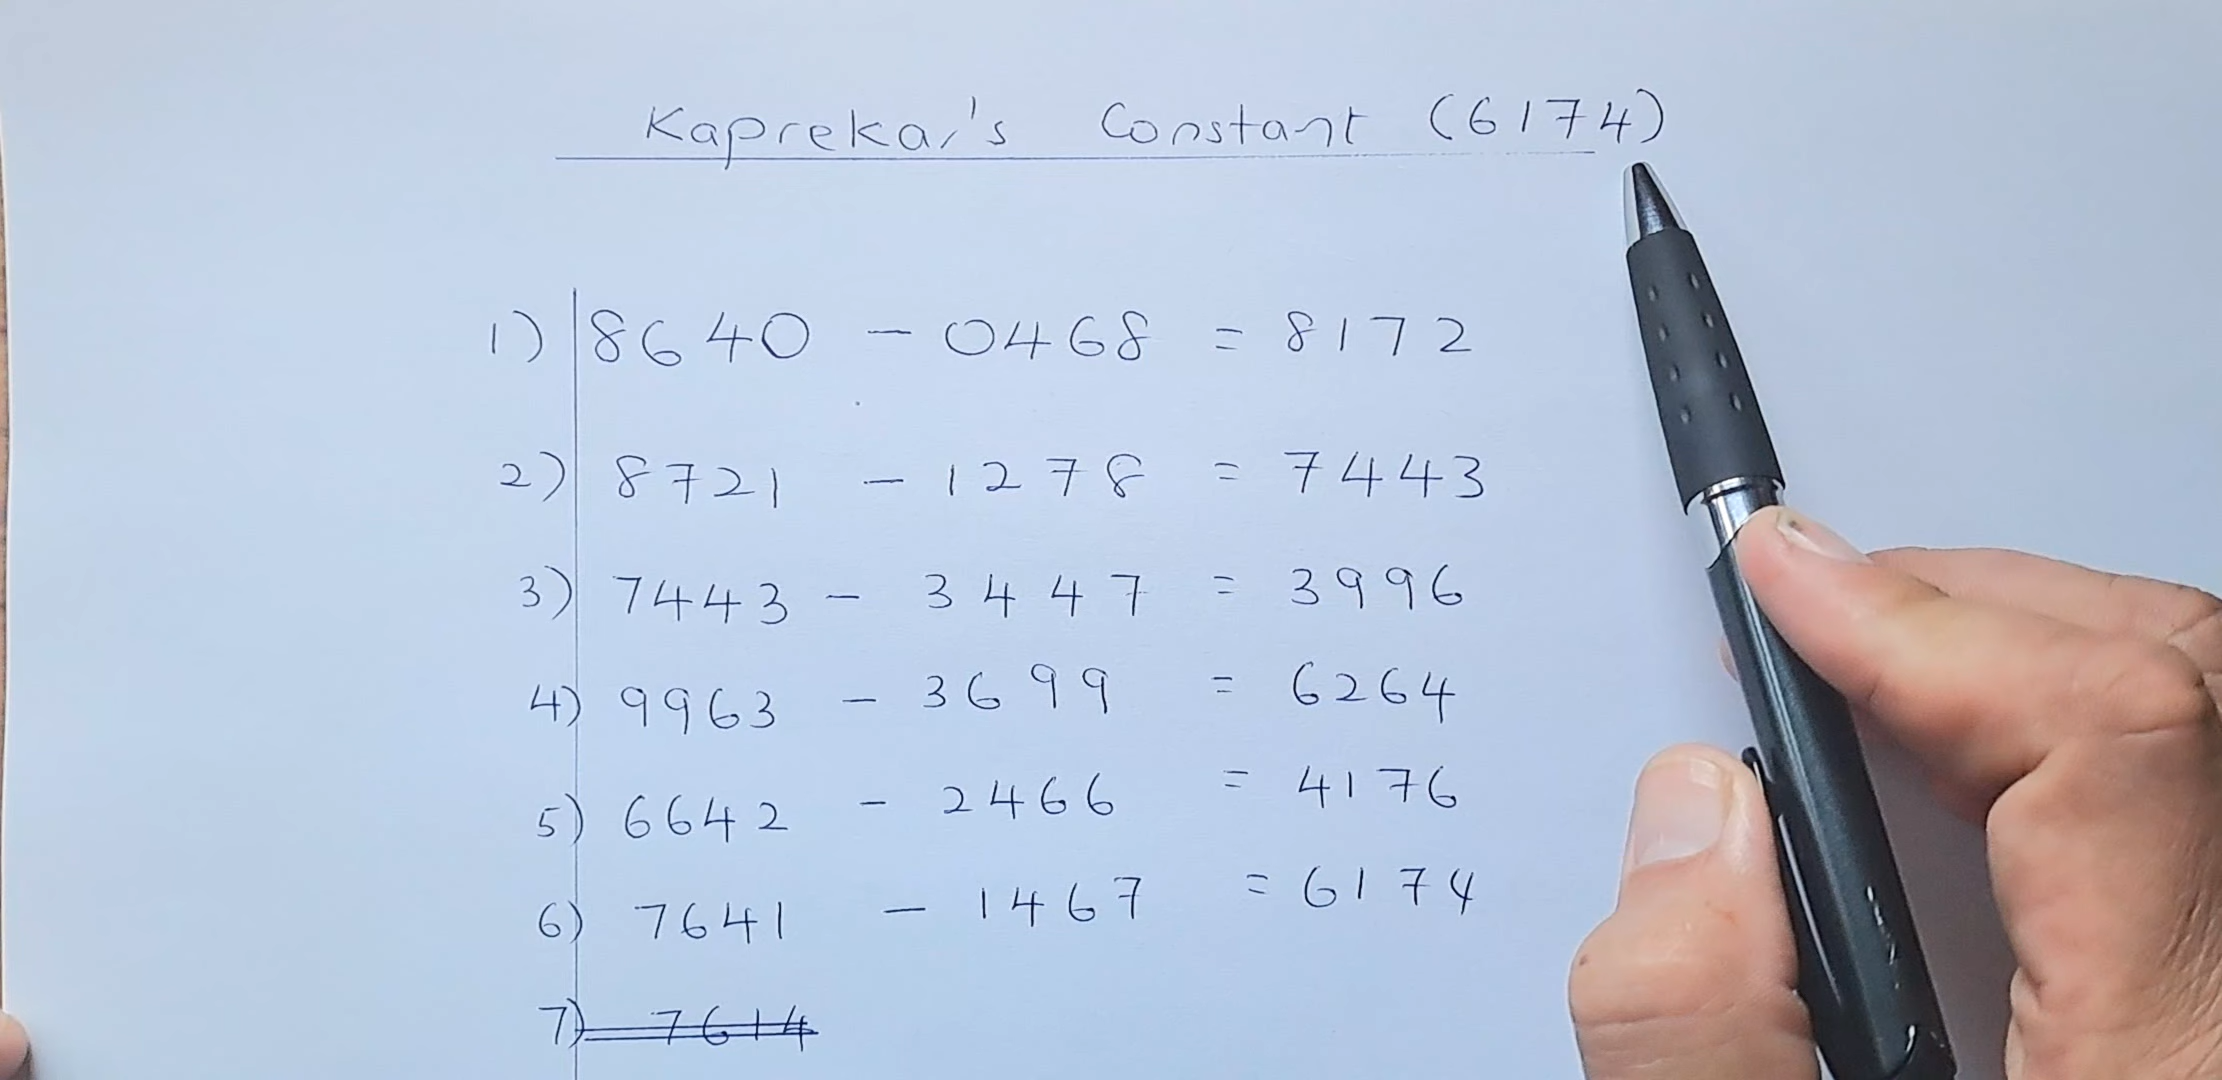 Kaprekar's Constant (6174)
1) 8640 - 0468 = 8172
2) 8721 - 1278 = 7443
3) 7443 - 3447 = 3996
4) 9963 - 3699 = 6264
5) 6642 - 2466 = 4176
6) 7641 - 1467 = 6174
7) 7614